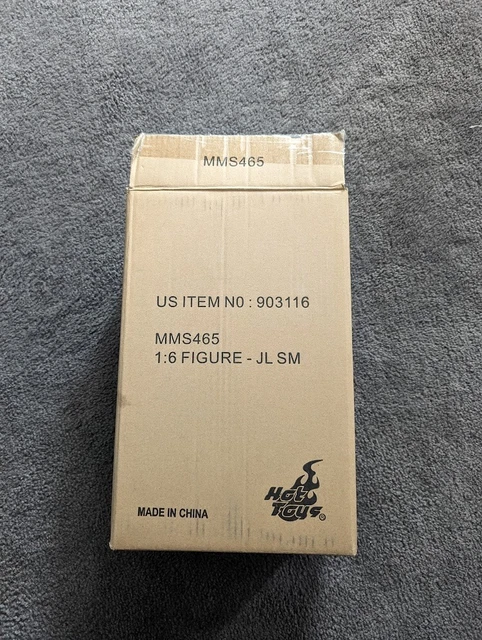 MMS465
US ITEM N0 : 903116
MMS465
1:6 FIGURE - JL SM
Hot
Toys®
MADE IN CHINA